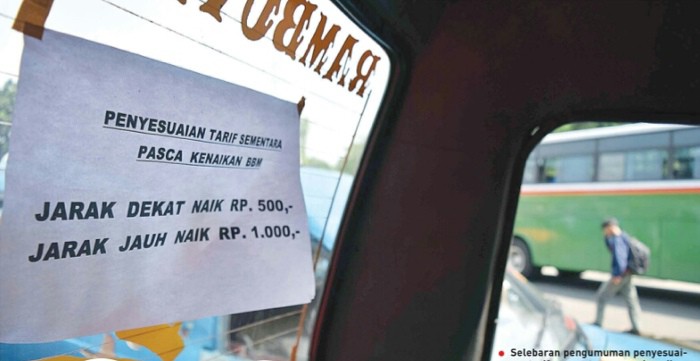 RAMBUT
PENYESUAIAN TARIF SEMENTARA
PASCA KENAIKAN BBM
JARAK DEKAT NAIK RP. 500,-
JARAK JAUH NAIK RP. 1.000,-
• Selebaran pengumuman penyesuai-